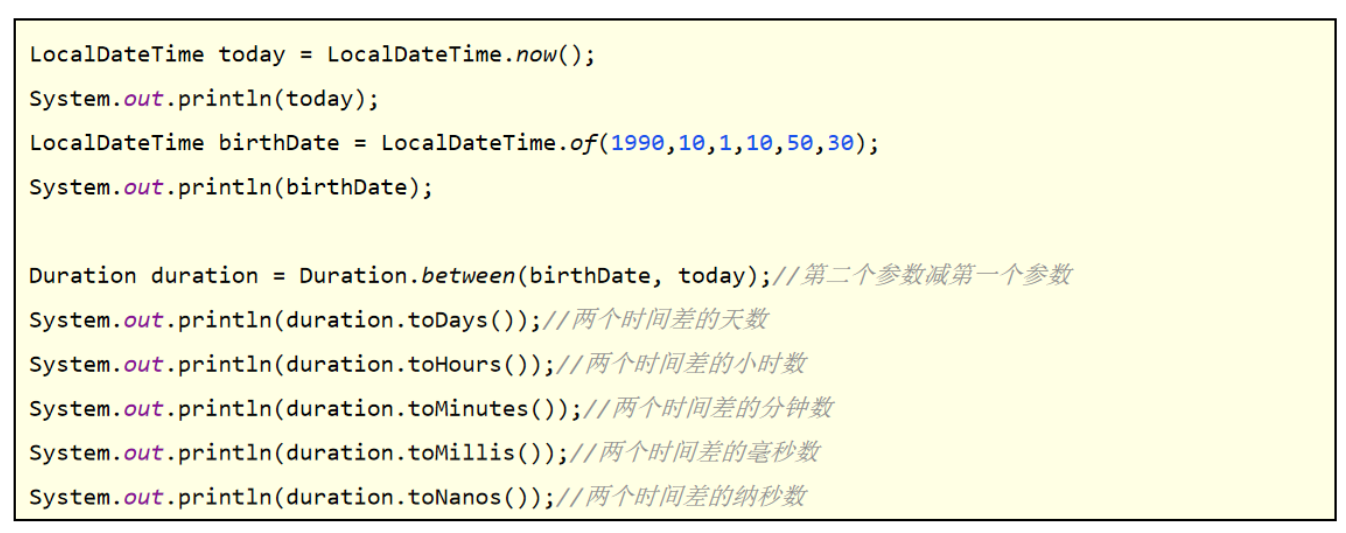 LocalDateTime today = LocalDateTime.now();
System.out.println(today);
LocalDateTime birthDate = LocalDateTime.of(1990,10,1,10,50,30);
System.out.println(birthDate);
Duration duration = Duration.between(birthDate, today);//第二个参数减第一个参数
System.out.println(duration.toDays());//两个时间差的天数
System.out.println(duration.toHours());//两个时间差的小时数
System.out.println(duration.toMinutes());//两个时间差的分钟数
System.out.println(duration.toMillis());//两个时间差的毫秒数
System.out.println(duration.toNanos());//两个时间差的纳秒数